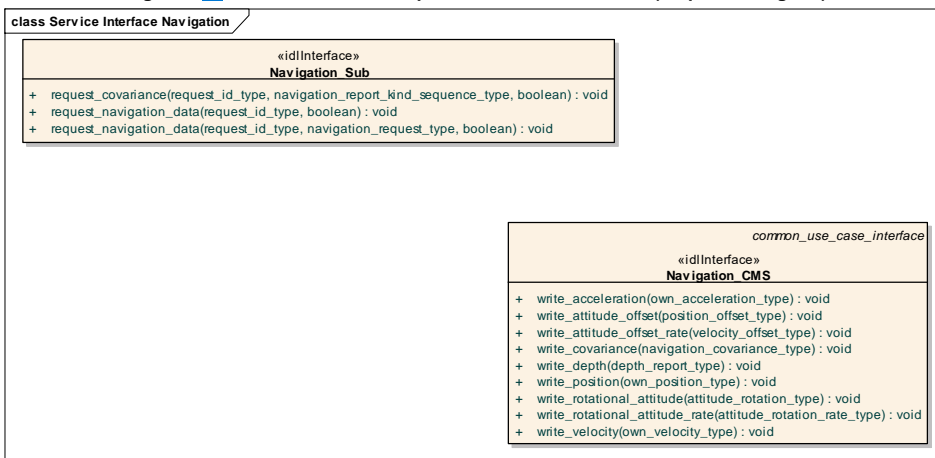 class Service Interface Navigation
«idlInterface»
Navigation_Sub
+ request_covariance(request_id_type, navigation_report_kind_sequence_type, boolean) : void
+ request_navigation_data(request_id_type, boolean) : void
+ request_navigation_data(request_id_type, navigation_request_type, boolean) : void
common_use_case_interface
«idlInterface»
Navigation_CMS
+ write_acceleration(own_acceleration_type) : void
+ write_attitude_offset(position_offset_type) : void
+ write_attitude_offset_rate(velocity_offset_type) : void
+ write_covariance(navigation_covariance_type) : void
+ write_depth(depth_report_type) : void
+ write_position(own_position_type) : void
+ write_rotational_attitude(attitude_rotation_type) : void
+ write_rotational_attitude_rate(attitude_rotation_rate_type) : void
+ write_velocity(own_velocity_type) : void